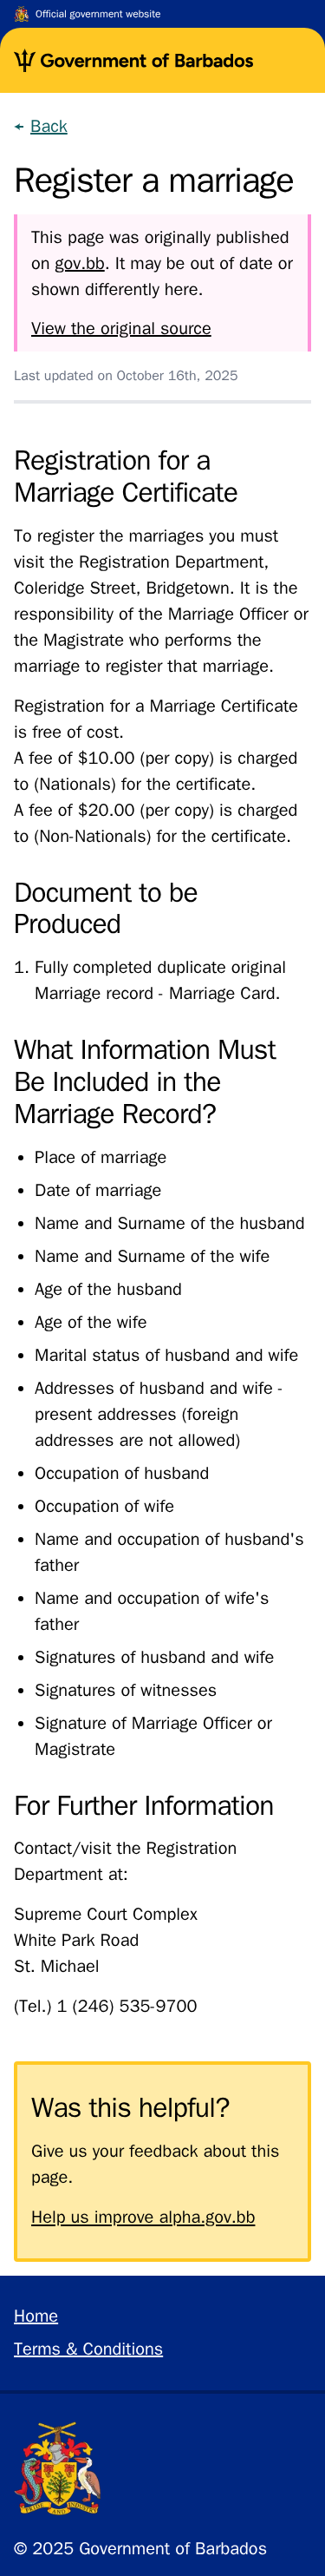 Official government website
Government of Barbados
Back
Register a marriage
This page was originally published
on gov.bb. It may be out of date or
shown differently here.
View the original source
Last updated on October 16th, 2025
Registration for a
Marriage Certificate
To register the marriages you must
visit the Registration Department,
Coleridge Street, Bridgetown. It is the
responsibility of the Marriage Officer or
the Magistrate who performs the
marriage to register that marriage.
Registration for a Marriage Certificate
is free of cost.
A fee of $10.00 (per copy) is charged
to (Nationals) for the certificate.
A fee of $20.00 (per copy) is charged
to (Non-Nationals) for the certificate.
Document to be
Produced
1. Fully completed duplicate original
Marriage record - Marriage Card.
What Information Must
Be Included in the
Marriage Record?
• Place of marriage
• Date of marriage
• Name and Surname of the husband
• Name and Surname of the wife
• Age of the husband
• Age of the wife
• Marital status of husband and wife
• Addresses of husband and wife -
present addresses (foreign
addresses are not allowed)
• Occupation of husband
• Occupation of wife
• Name and occupation of husband's
father
• Name and occupation of wife's
father
• Signatures of husband and wife
• Signatures of witnesses
• Signature of Marriage Officer or
Magistrate
For Further Information
Contact/visit the Registration
Department at:
Supreme Court Complex
White Park Road
St. Michael
(Tel.) 1 (246) 535-9700
Was this helpful?
Give us your feedback about this
page.
Help us improve alpha.gov.bb
Home
Terms & Conditions
PRIDE AND INDUSTRY
© 2025 Government of Barbados